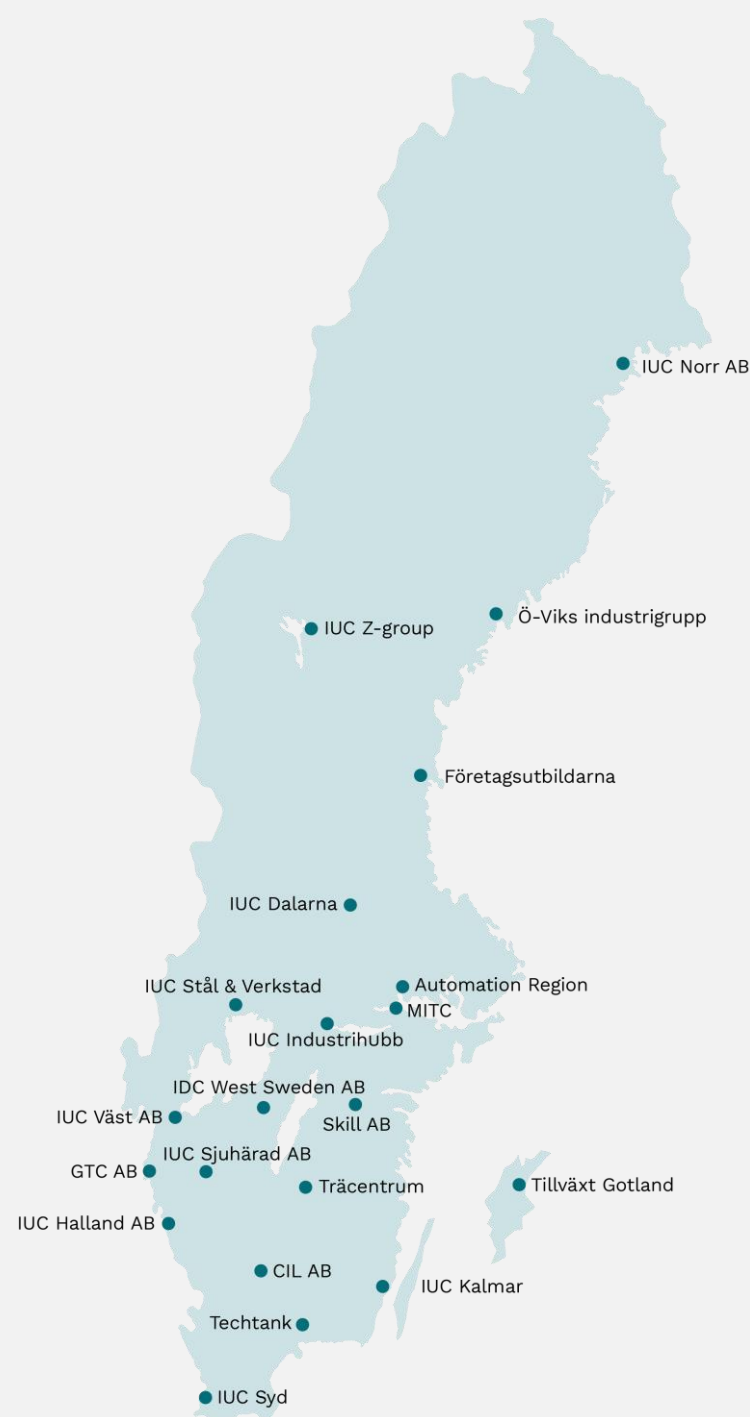 IUC Norr AB
Ö-Viks industrigrupp
IUC Z-group
Företagsutbildarna
IUC Dalarna
Automation Region
IUC Stål & Verkstad
MITC
IUC Industrihubb
IDC West Sweden AB
IUC Väst AB
Skill AB
IUC Sjuhärad AB
GTC AB
Träcentrum
Tillväxt Gotland
IUC Halland AB
CIL AB
IUC Kalmar
Techtank
IUC Syd